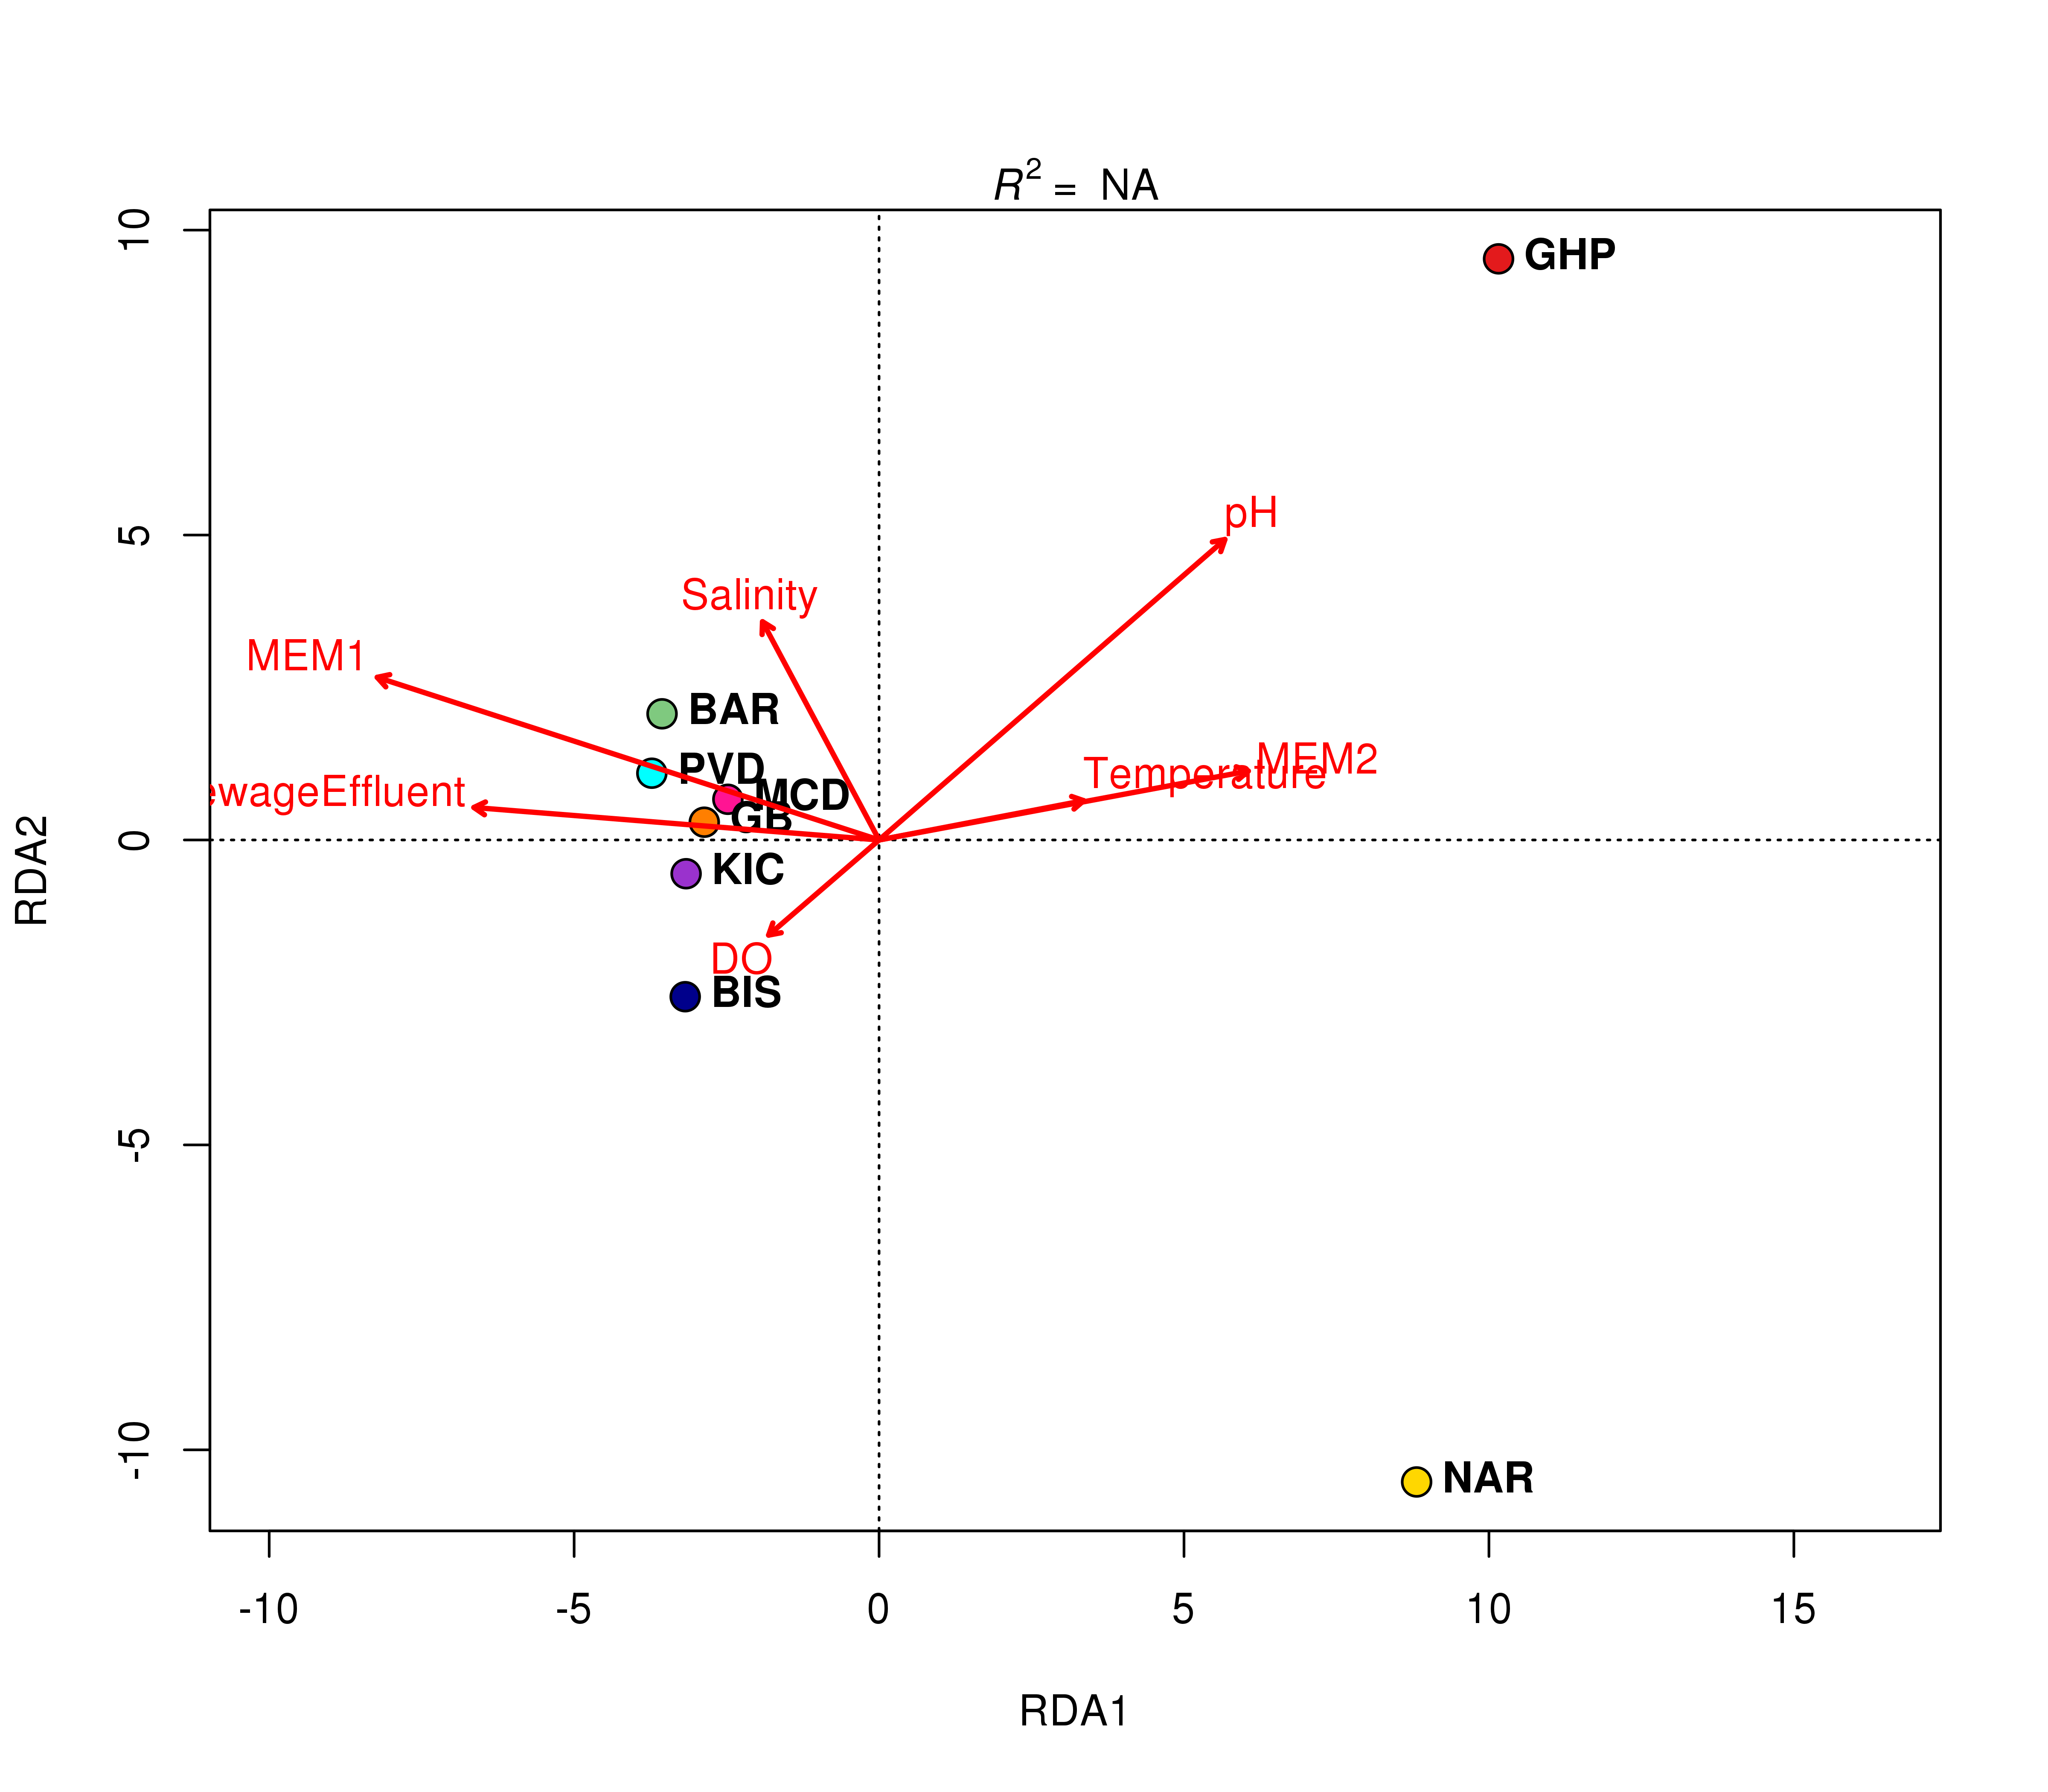 R² = NA
10
5
0
-5
-10
RDA2
GHP
pH
Salinity
MEM1
BAR
MEM2
PVD
Temperature
MCD
ewageEffluent
GB
KIC
DO
BIS
NAR
-10 -5 0 5 10 15
RDA1